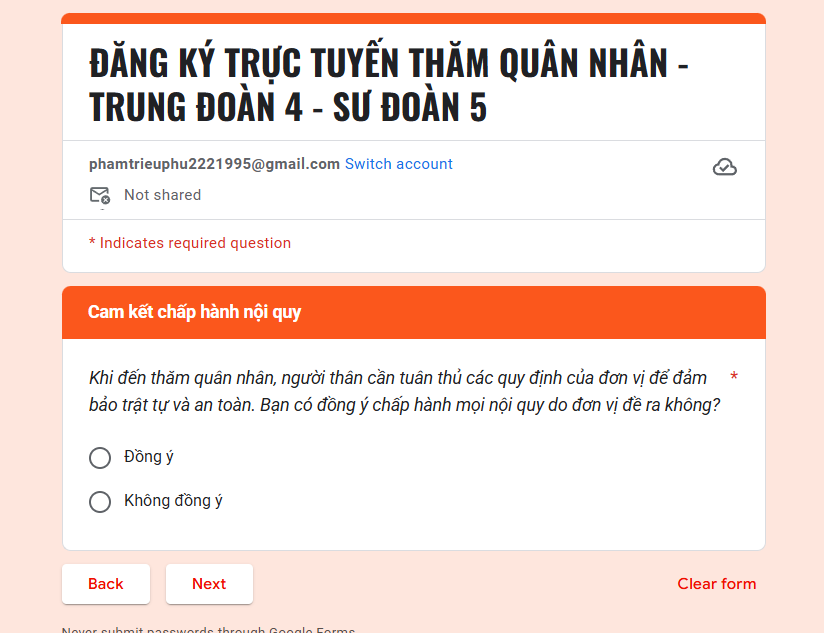 ĐĂNG KÝ TRỰC TUYẾN THĂM QUÂN NHÂN -
TRUNG ĐOÀN 4 - SƯ ĐOÀN 5
phamtrieuphu2221995@gmail.com Switch account
Not shared
* Indicates required question
Cam kết chấp hành nội quy
Khi đến thăm quân nhân, người thân cần tuân thủ các quy định của đơn vị để đảm *
bảo trật tự và an toàn. Bạn có đồng ý chấp hành mọi nội quy do đơn vị đề ra không?
Đồng ý
Không đồng ý
Back Next Clear form
Never submit passwords through Google Forms.